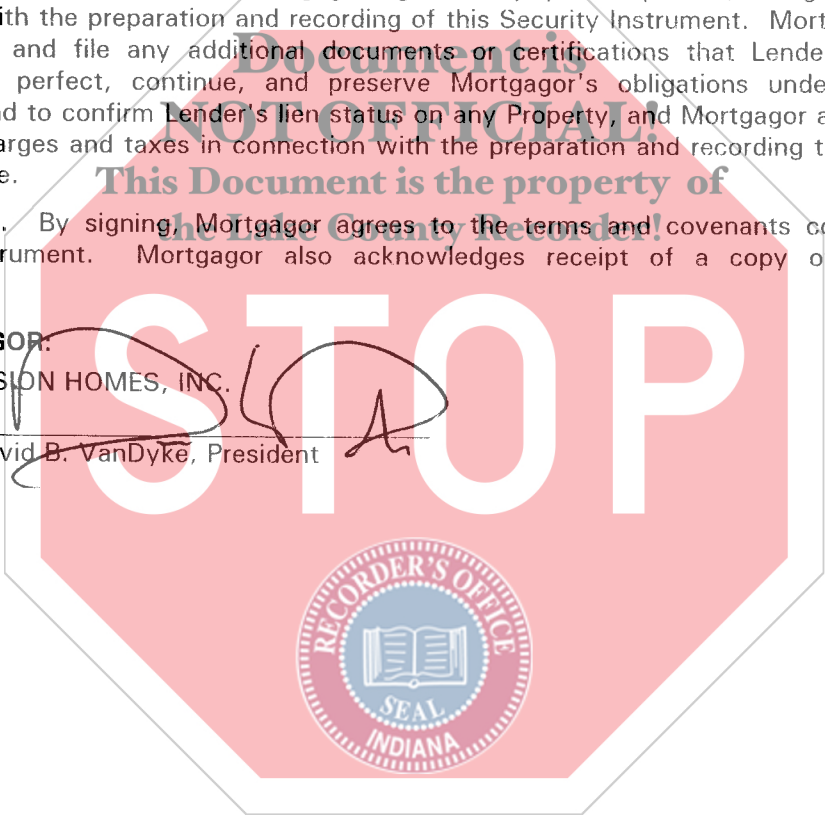 ith the preparation and recording of this Security Instrument. Mort
and file any additional documents or certifications that Lende
Document is
perfect, continue, and preserve Mortgagor's obligations unde
d to confirm Lender's lien status on any Property, and Mortgagor a
NOT OFFICIAL!
arges and taxes in connection with the preparation and recording t
e.
This Document is the property of
. By signing, Mortgagor agrees to the terms and covenants co
the Lake County Recorder!
rument. Mortgagor also acknowledges receipt of a copy o
GOR:
SION HOMES, INC.
vid B. VanDyke, President
STOP
RECORDER'S OFFICE
SEAL
INDIANA